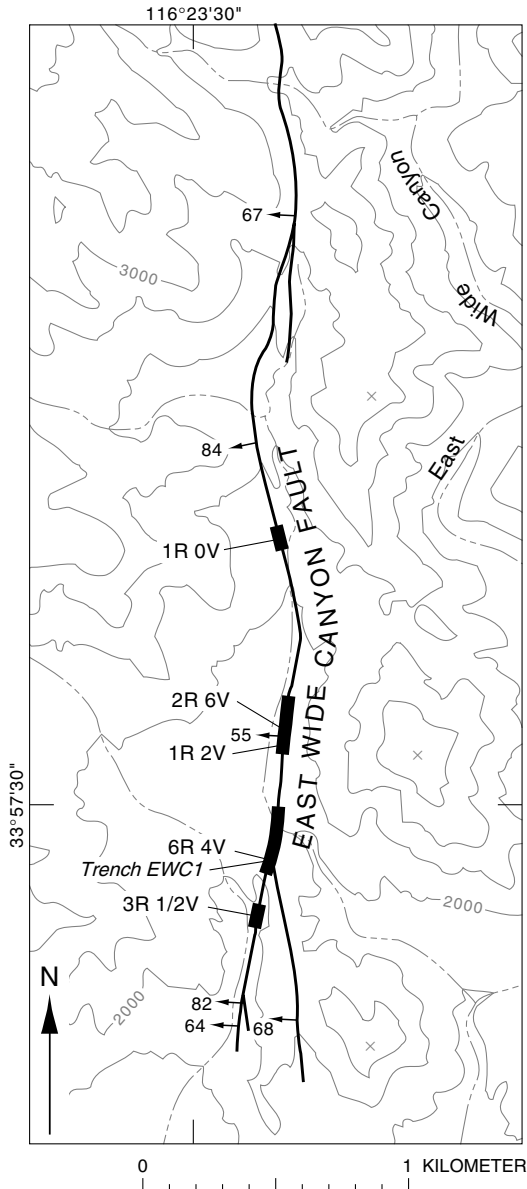 116°23'30"
Canyon
67
3000
Wide
84
East
1R 0V
EAST WIDE CANYON FAULT
2R 6V
55
1R 2V
33°57'30"
6R 4V
Trench EWC1
2000
3R 1/2V
N
82
2000
64
68
0 1 KILOMETER